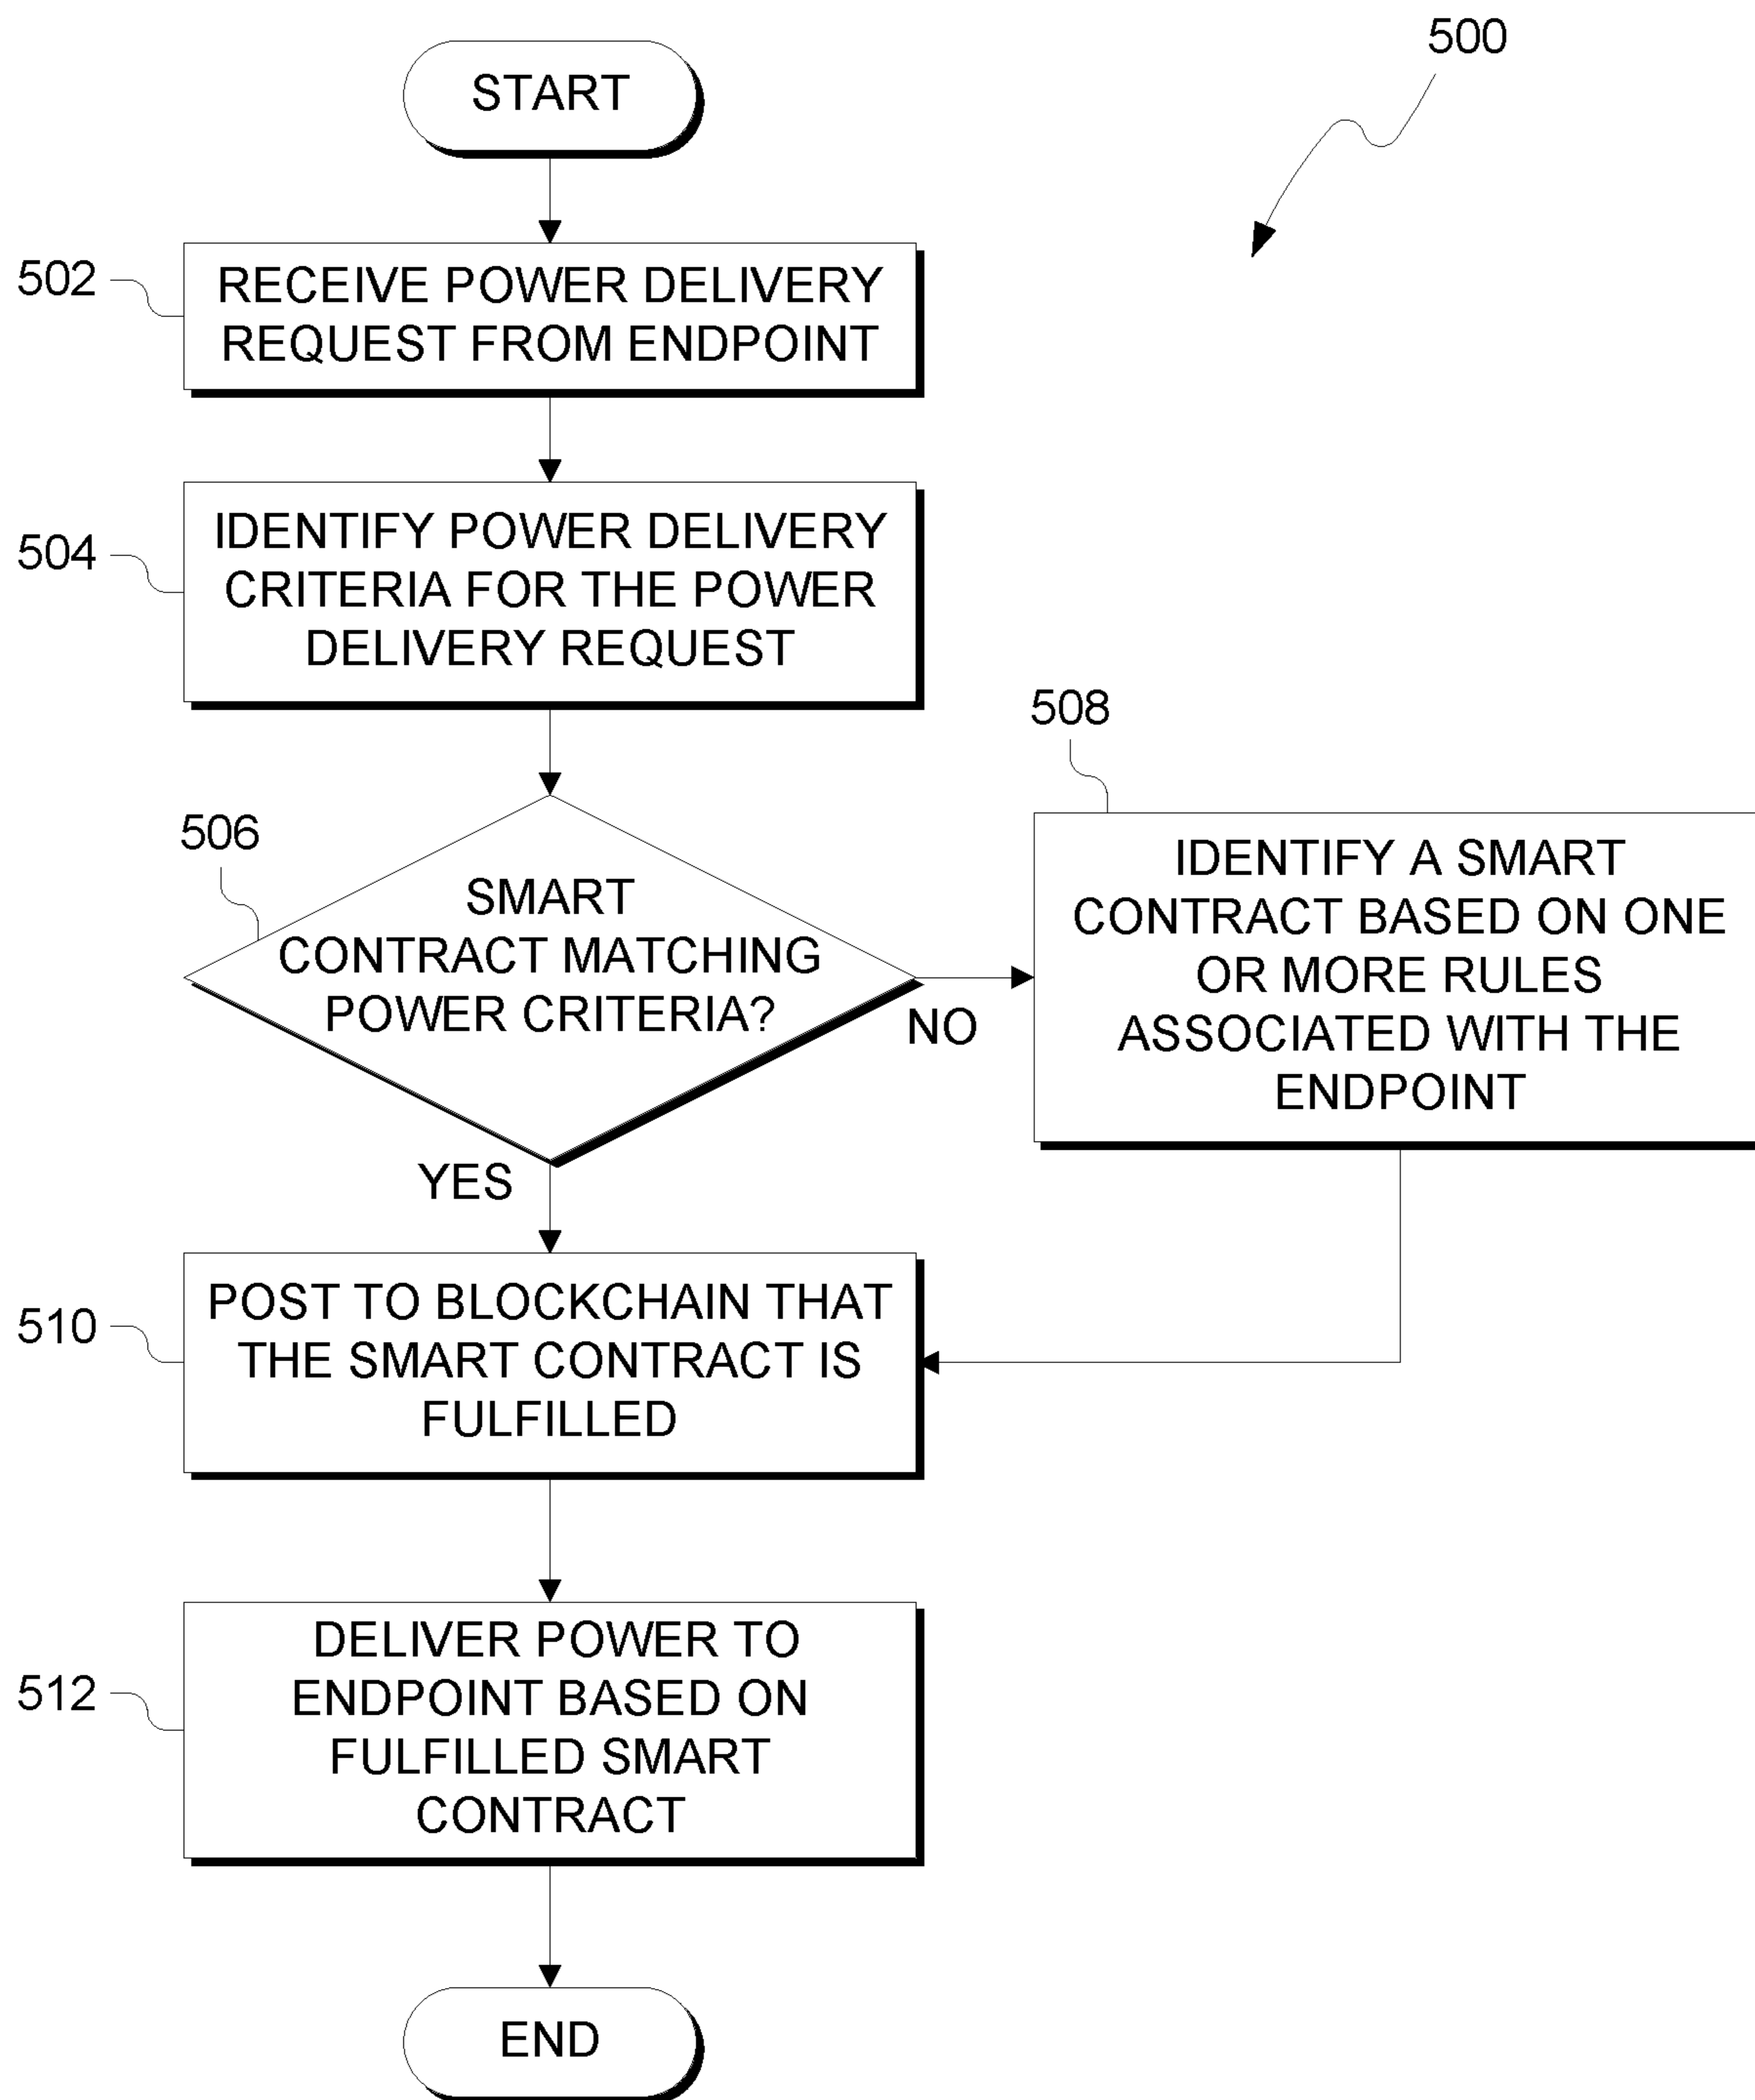 500
START
502
RECEIVE POWER DELIVERY
REQUEST FROM ENDPOINT
504
IDENTIFY POWER DELIVERY
CRITERIA FOR THE POWER
DELIVERY REQUEST
506
SMART
CONTRACT MATCHING
POWER CRITERIA?
NO
508
IDENTIFY A SMART
CONTRACT BASED ON ONE
OR MORE RULES
ASSOCIATED WITH THE
ENDPOINT
YES
510
POST TO BLOCKCHAIN THAT
THE SMART CONTRACT IS
FULFILLED
512
DELIVER POWER TO
ENDPOINT BASED ON
FULFILLED SMART
CONTRACT
END